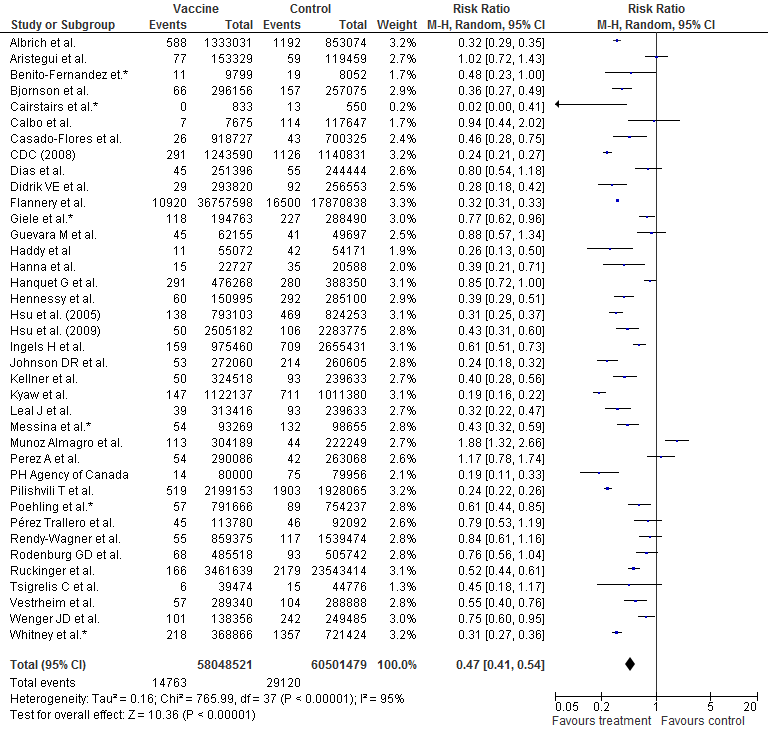 Vaccine Control Risk Ratio Risk Ratio
Study or Subgroup Events Total Events Total Weight M-H, Random, 95% CI M-H, Random, 95% CI
Albrich et al. 588 1333031 1192 853074 3.2% 0.32 [0.29, 0.35]
Aristegui et al. 77 153329 59 119459 2.6% 1.02 [0.72, 1.43]
Benito-Fernandez et.* 11 9799 19 8052 1.4% 0.48 [0.23, 1.00]
Bjornson et al. 66 296156 157 257075 2.8% 0.36 [0.27, 0.49]
Cairstairs et al.* 0 833 13 550 0.2% 0.02 [0.00, 0.41]
Calbo et al. 7 7675 114 117647 1.4% 0.94 [0.44, 2.02]
Casado-Flores et al. 26 918727 43 700325 2.2% 0.46 [0.28, 0.75]
CDC (2008) 291 1243590 1126 1140831 3.2% 0.24 [0.21, 0.27]
Dias et al. 45 251396 55 244444 2.5% 0.80 [0.54, 1.18]
Didrik VE et al. 29 293820 92 256553 2.4% 0.28 [0.18, 0.42]
Flannery et al. 10920 36757598 16500 17870838 3.3% 0.32 [0.31, 0.33]
Giele et al.* 118 194763 227 288490 3.0% 0.77 [0.62, 0.96]
Guevara M et al. 45 62155 41 49697 2.4% 0.88 [0.57, 1.34]
Haddy et al 11 55072 42 54171 1.6% 0.26 [0.13, 0.50]
Hanna et al. 15 22727 35 20588 1.8% 0.39 [0.21, 0.71]
Hanquet G et al. 291 476268 280 388350 3.1% 0.85 [0.72, 1.00]
Hennessy et al. 60 150995 292 285100 2.8% 0.39 [0.29, 0.51]
Hsu et al. (2005) 138 793103 469 824253 3.1% 0.31 [0.25, 0.37]
Hsu et al. (2009) 50 2505182 106 2283775 2.6% 0.43 [0.31, 0.60]
Ingels H et al. 159 975460 709 2655431 3.1% 0.61 [0.51, 0.73]
Johnson DR et al. 53 272060 214 260605 2.8% 0.24 [0.18, 0.32]
Kellner et al. 50 324518 93 239633 2.6% 0.40 [0.28, 0.56]
Kyaw et al. 147 1122137 711 1011380 3.1% 0.19 [0.16, 0.22]
Leal J et al. 39 313416 93 239633 2.5% 0.32 [0.22, 0.47]
Messina et al.* 54 93269 132 98655 2.7% 0.43 [0.32, 0.59]
Munoz Almagro et al. 113 304189 44 222249 2.6% 1.88 [1.32, 2.66]
Perez A et al. 54 290086 42 263068 2.4% 1.17 [0.78, 1.74]
PH Agency of Canada 14 80000 75 79956 1.9% 0.19 [0.11, 0.33]
Pilishvili T et al. 519 2199153 1903 1928065 3.2% 0.24 [0.22, 0.26]
Poehling et al.* 57 791666 89 754237 2.7% 0.61 [0.44, 0.85]
Pérez Trallero et al. 45 113780 46 92092 2.4% 0.79 [0.53, 1.19]
Rendy-Wagner et al. 55 859375 117 1539474 2.7% 0.84 [0.61, 1.16]
Rodenburg GD et al. 68 485518 93 505742 2.7% 0.76 [0.56, 1.04]
Ruckinger et al. 166 3461639 2179 23543414 3.1% 0.52 [0.44, 0.61]
Tsigrelis C et al. 6 39474 15 44776 1.1% 0.45 [0.18, 1.17]
Vestrheim et al. 57 289340 104 288888 2.7% 0.55 [0.40, 0.76]
Wenger JD et al. 101 138356 242 249485 2.9% 0.75 [0.60, 0.95]
Whitney et al.* 218 368866 1357 721424 3.1% 0.31 [0.27, 0.36]
Total (95% CI) 58048521 60501479 100.0% 0.47 [0.41, 0.54]
Total events 14763 29120
Heterogeneity: Tau² = 0.16; Chi² = 765.99, df = 37 (P < 0.00001); I² = 95%
Test for overall effect: Z = 10.36 (P < 0.00001)
0.05 0.2 1 5 20
Favours treatment Favours control